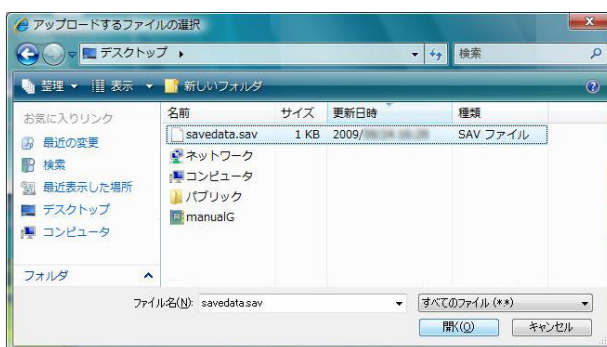 アップロードするファイルの選択
デスクトップ
検索
整理 表示 新しいフォルダ
お気に入りリンク
最近の変更
検索
最近表示した場所
デスクトップ
コンピュータ
フォルダ
名前 サイズ 更新日時 種類
savedata.sav 1 KB 2009/ SAV ファイル
ネットワーク
コンピュータ
パブリック
manualG
ファイル名(N): savedata.sav すべてのファイル (*.*)
開く(O) キャンセル